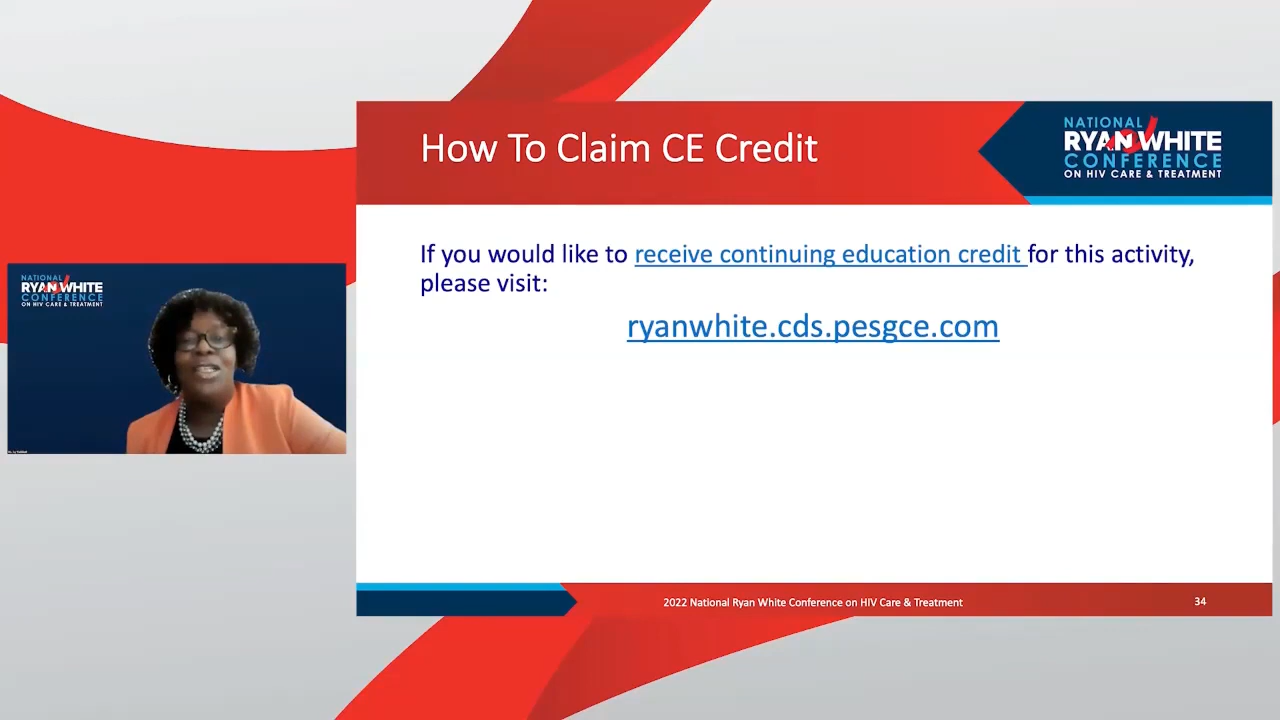 How To Claim CE Credit
NATIONAL
RYAN WHITE
CONFERENCE
ON HIV CARE & TREATMENT
If you would like to receive continuing education credit for this activity,
please visit:
ryanwhite.cds.pesgce.com
NATIONAL
RYAN WHITE
CONFERENCE
ON HIV CARE & TREATMENT
2022 National Ryan White Conference on HIV Care & Treatment
34